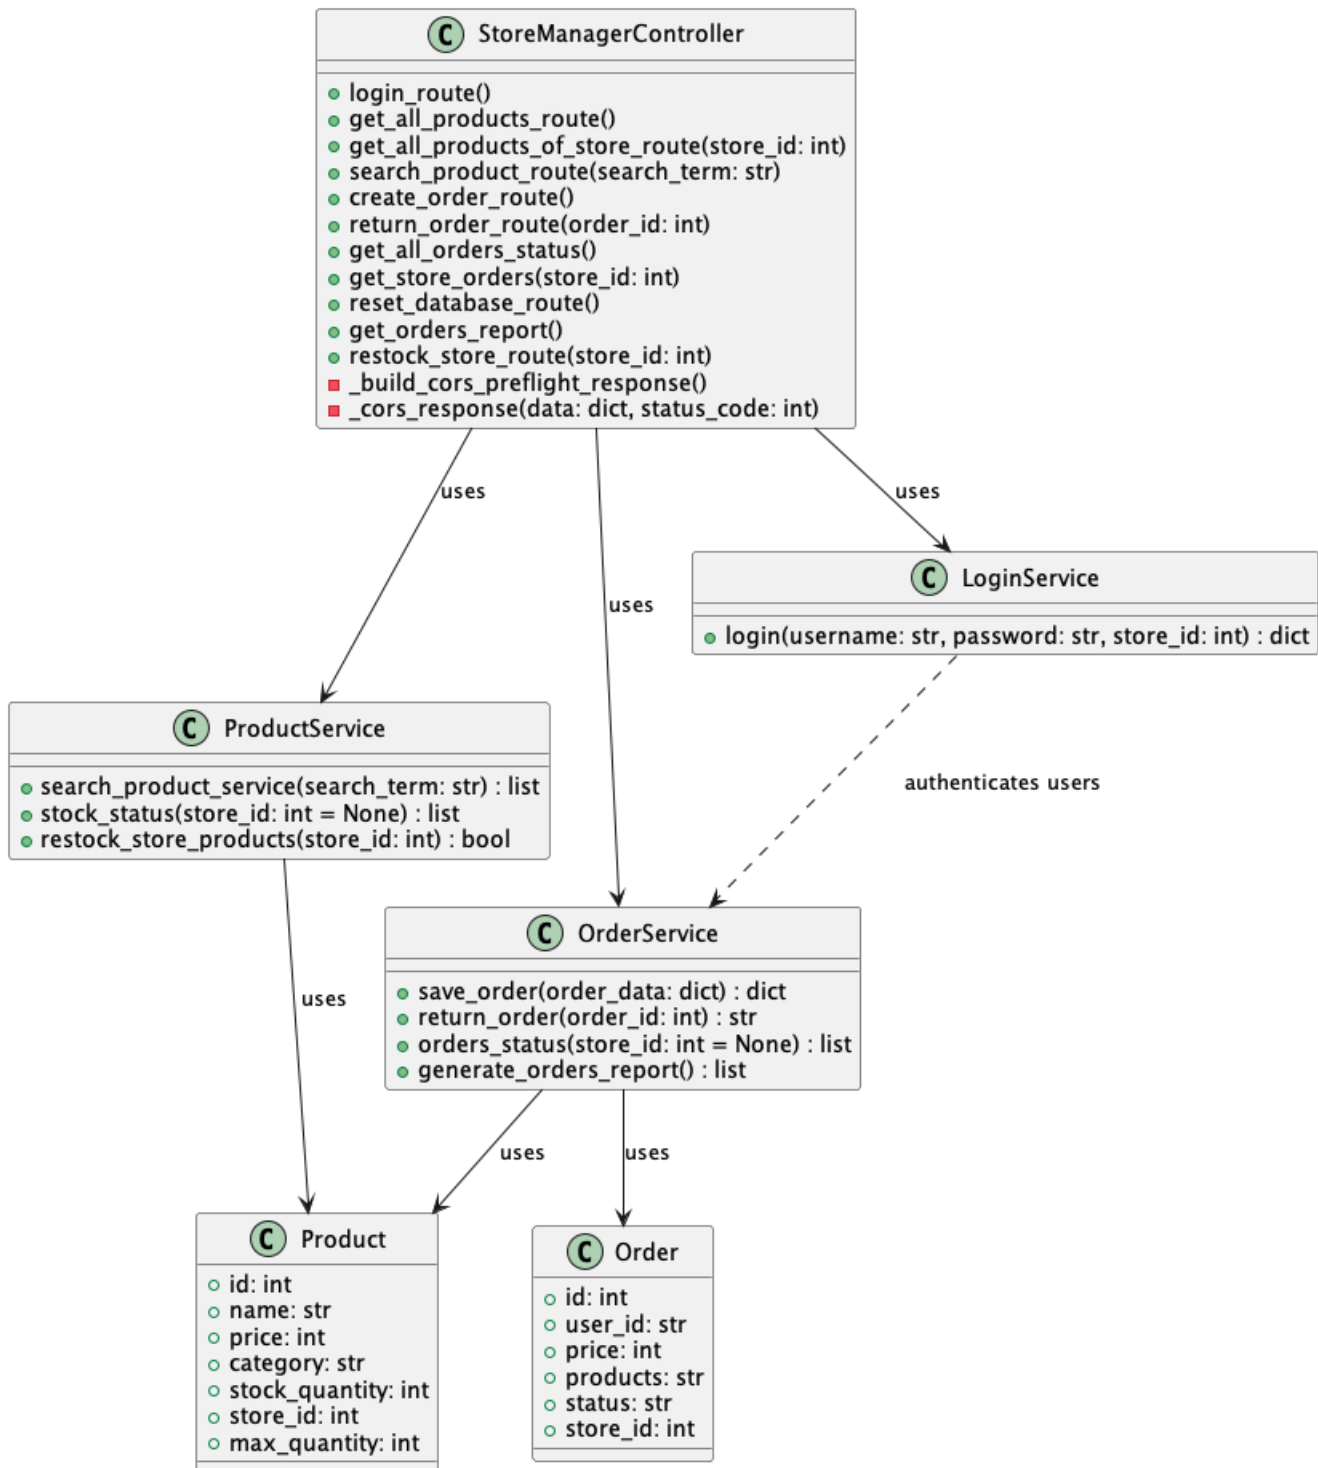 C StoreManagerController
login_route()
get_all_products_route()
get_all_products_of_store_route(store_id: int)
search_product_route(search_term: str)
create_order_route()
return_order_route(order_id: int)
get_all_orders_status()
get_store_orders(store_id: int)
reset_database_route()
get_orders_report()
restock_store_route(store_id: int)
_build_cors_preflight_response()
_cors_response(data: dict, status_code: int)
uses
uses
uses
C LoginService
login(username: str, password: str, store_id: int) : dict
authenticates users
C ProductService
search_product_service(search_term: str) : list
stock_status(store_id: int = None) : list
restock_store_products(store_id: int) : bool
uses
C OrderService
save_order(order_data: dict) : dict
return_order(order_id: int) : str
orders_status(store_id: int = None) : list
generate_orders_report() : list
uses
uses
C Product
id: int
name: str
price: int
category: str
stock_quantity: int
store_id: int
max_quantity: int
C Order
id: int
user_id: str
price: int
products: str
status: str
store_id: int